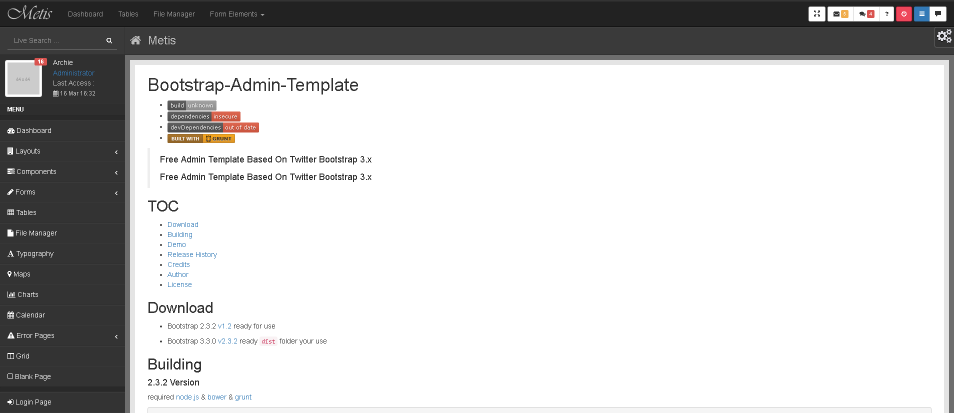 Metis
Dashboard
Tables
File Manager
Form Elements
4
?
Live Search ...
Metis
16
Archie
Administrator
Last Access :
16 Mar 16:32
MENU
Dashboard
Layouts
Components
Forms
Tables
File Manager
Typography
Maps
Charts
Calendar
Error Pages
Grid
Blank Page
Login Page
Bootstrap-Admin-Template
build unknown
dependencies insecure
devDependencies out of date
BUILT WITH GRUNT
Free Admin Template Based On Twitter Bootstrap 3.x
Free Admin Template Based On Twitter Bootstrap 3.x
TOC
Download
Building
Demo
Release History
Credits
Author
License
Download
Bootstrap 2.3.2 v1.2 ready for use
Bootstrap 3.3.0 v2.3.2 ready dist folder your use
Building
2.3.2 Version
required node.js & bower & grunt